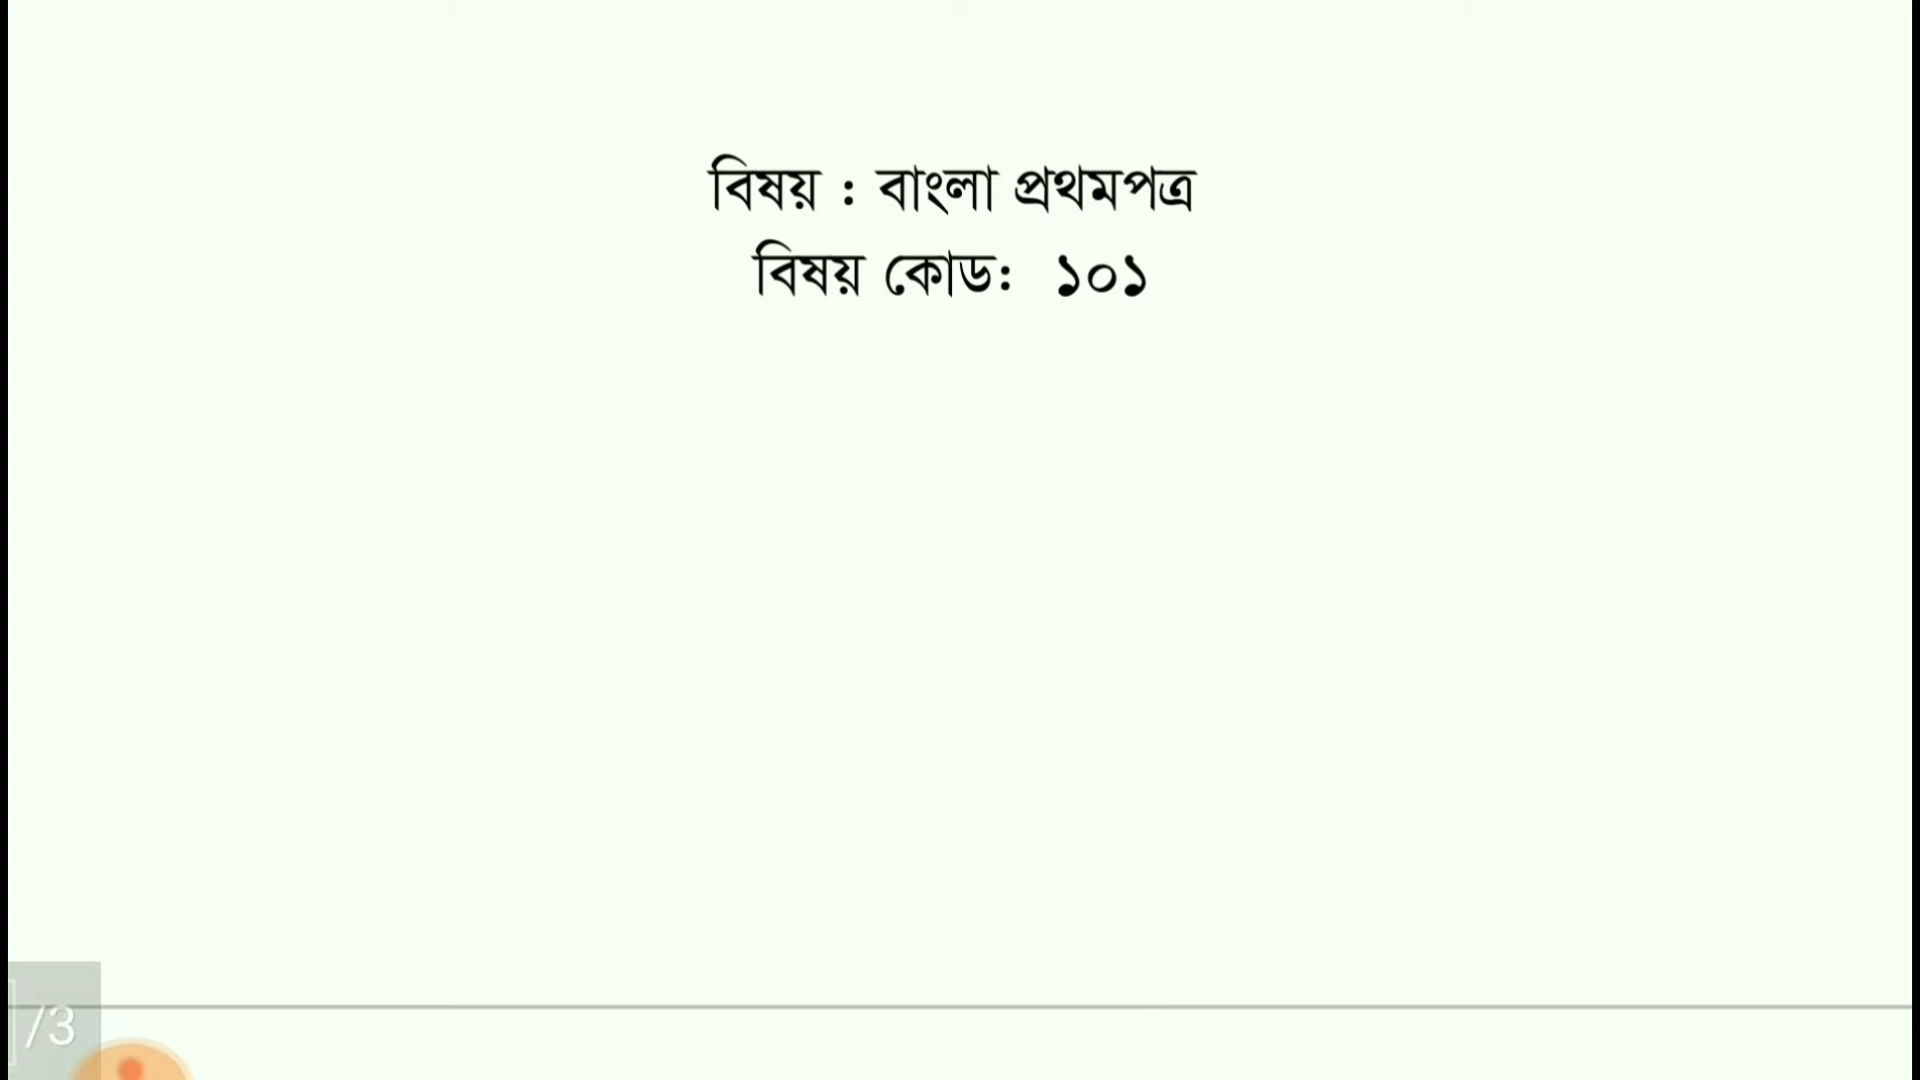 বিষয় : বাংলা প্রথমপত্র
বিষয় কোড: ১০১
/3